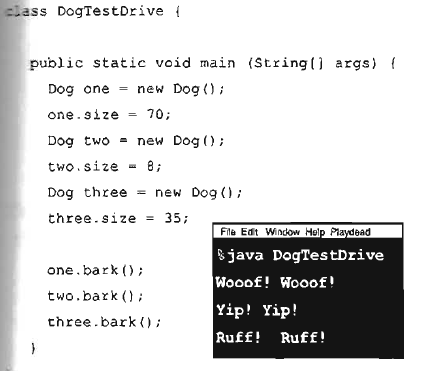 class DogTestDrive {
public static void main (String[] args) {
Dog one = new Dog();
one.size = 70;
Dog two = new Dog();
two.size = 8;
Dog three = new Dog();
three.size = 35;
one.bark();
two.bark();
three.bark();
}
File Edit Window Help Playdead
%java DogTestDrive
Wooof! Wooof!
Yip! Yip!
Ruff! Ruff!